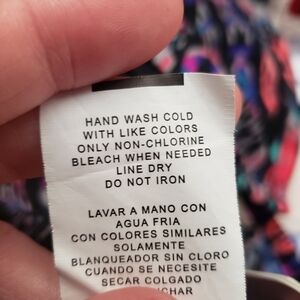 HAND WASH COLD
WITH LIKE COLORS
ONLY NON-CHLORINE
BLEACH WHEN NEEDED
LINE DRY
DO NOT IRON
LAVAR A MANO CON
AGUA FRIA
CON COLORES SIMILARES
SOLAMENTE
BLANQUEADOR SIN CLORO
CUANDO SE NECESITE
SECAR COLGADO